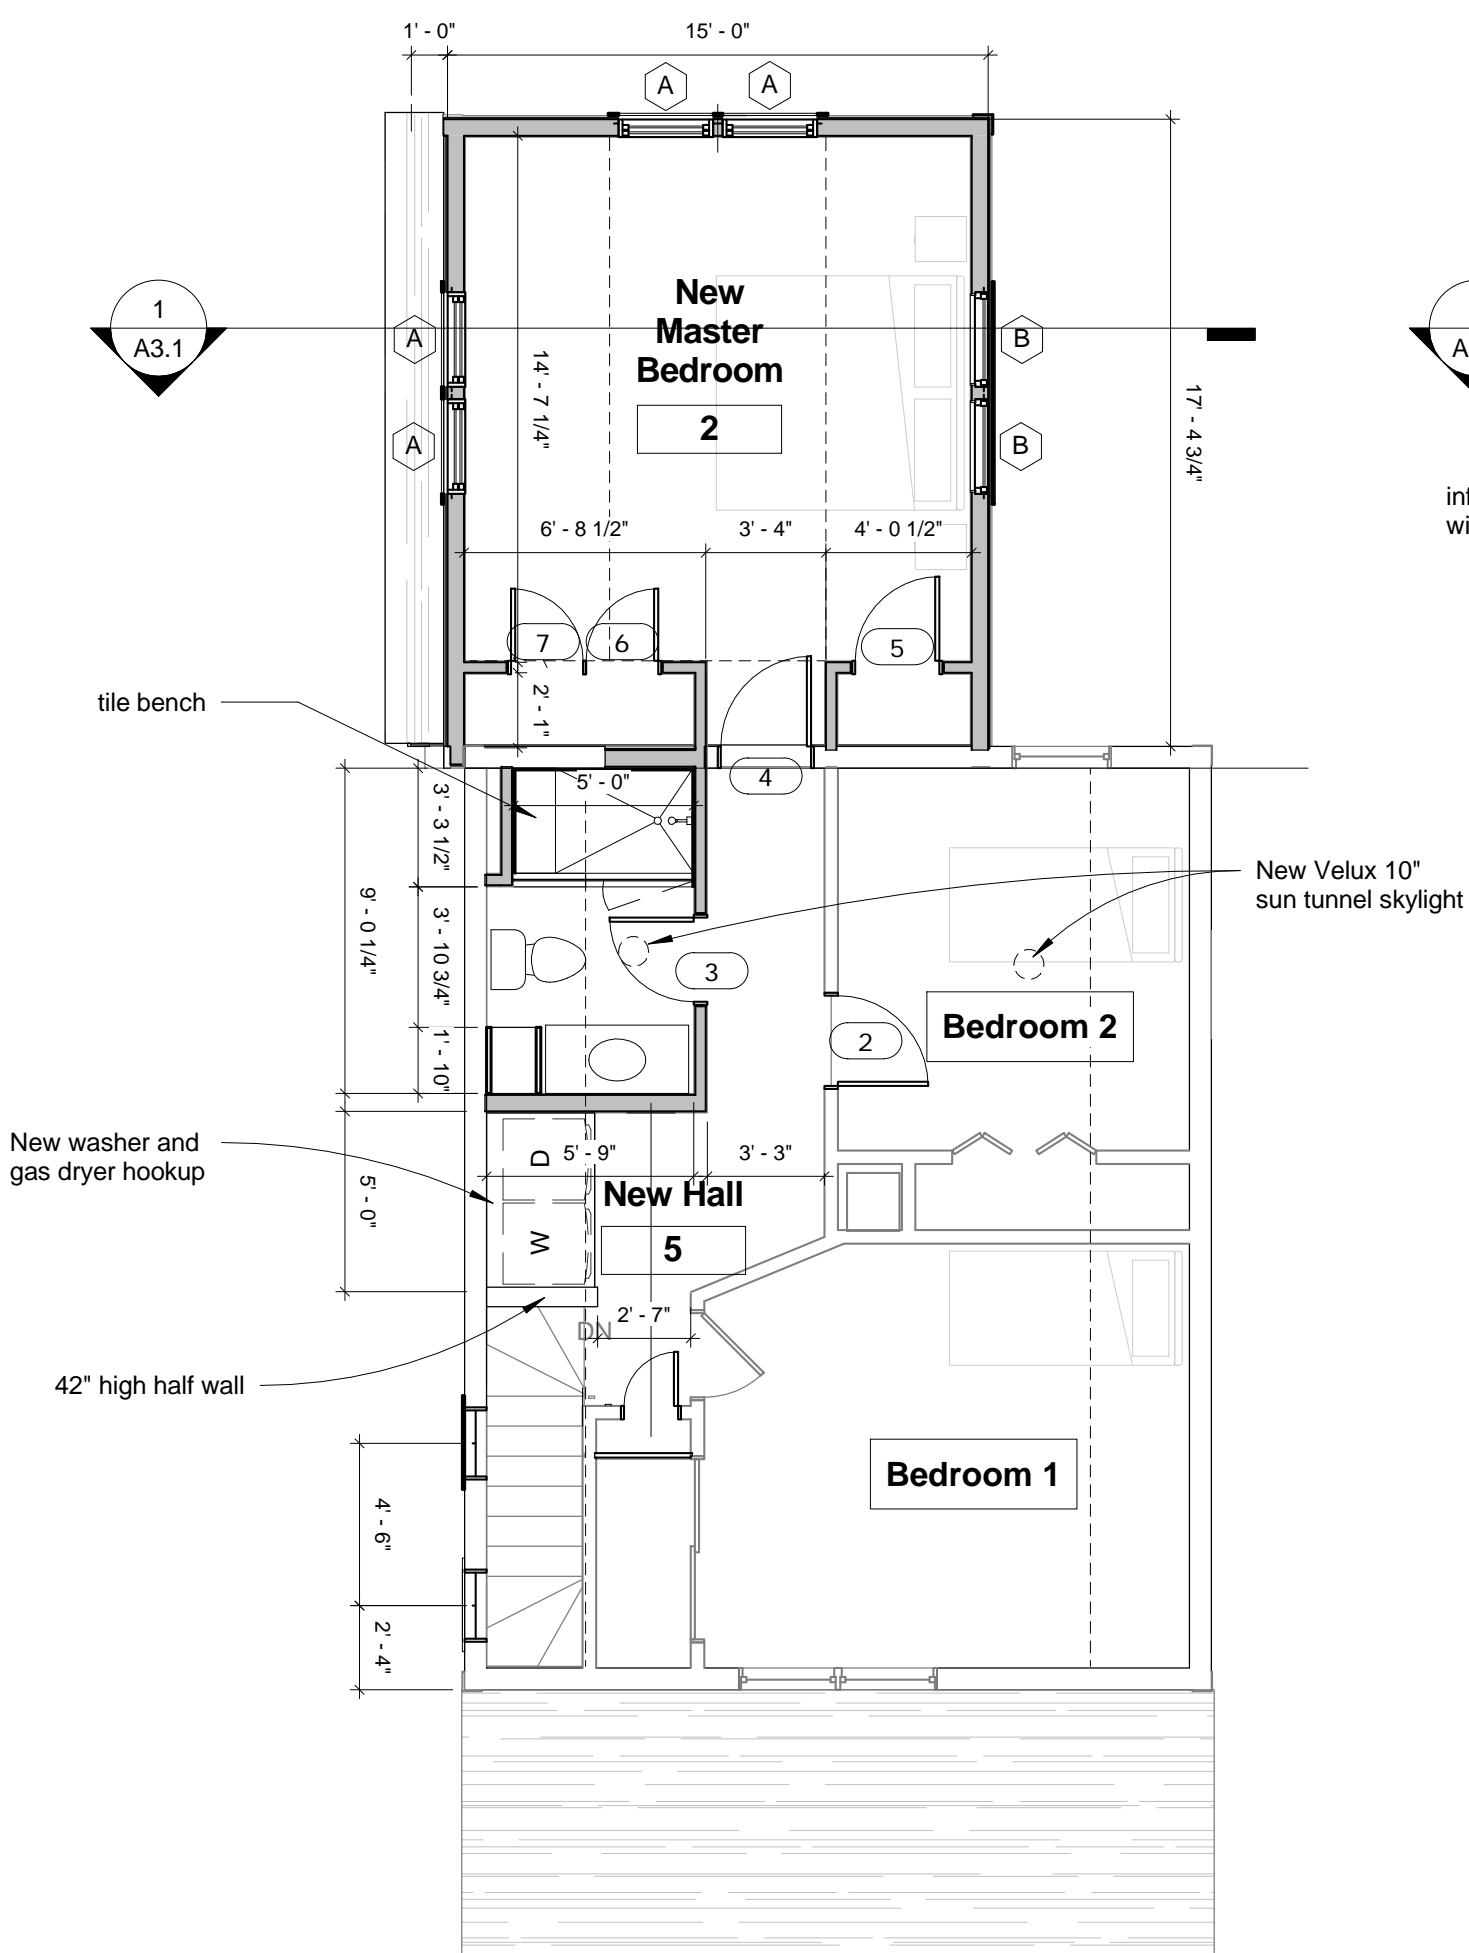 1' - 0"
15' - 0"
A
A
1
A3.1
A
A
New
Master
Bedroom
2
14' - 7 1/4"
B
B
17' - 4 3/4"
A
inf
wi
6' - 8 1/2"
3' - 4"
4' - 0 1/2"
7
6
5
tile bench
2' - 1"
4
5' - 0"
3' - 3 1/2"
9' - 0 1/4"
3' - 10 3/4"
1' - 10"
3
New Velux 10"
sun tunnel skylight
2
Bedroom 2
New washer and
gas dryer hookup
D
W
5' - 9"
3' - 3"
5' - 0"
New Hall
5
2' - 7"
DN
42" high half wall
Bedroom 1
4' - 6"
2' - 4"